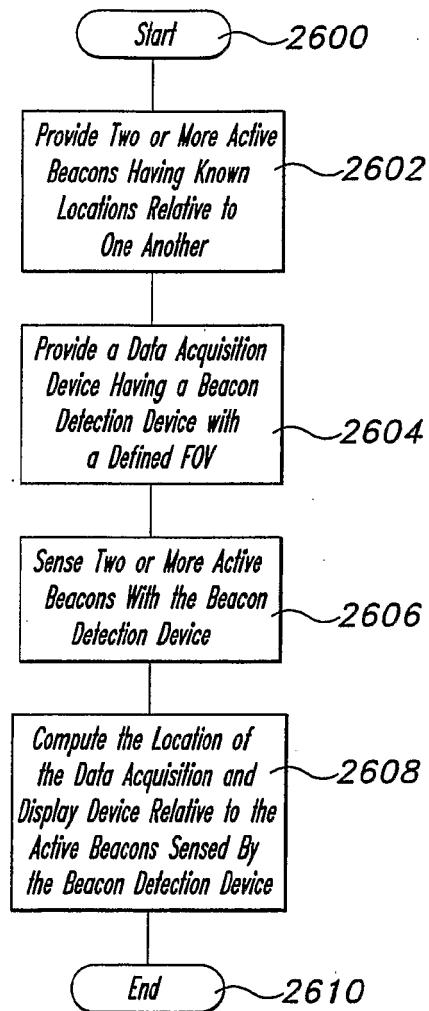 Start
2600
Provide Two or More Active
Beacons Having Known
Locations Relative to
One Another
2602
Provide a Data Acquisition
Device Having a Beacon
Detection Device with
a Defined FOV
2604
Sense Two or More Active
Beacons With the Beacon
Detection Device
2606
Compute the Location of
the Data Acquisition and
Display Device Relative to the
Active Beacons Sensed By
the Beacon Detection Device
2608
End
2610